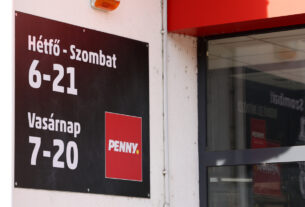 Hétfő - Szombat
6-21
Vasárnap
7-20
PENNY.